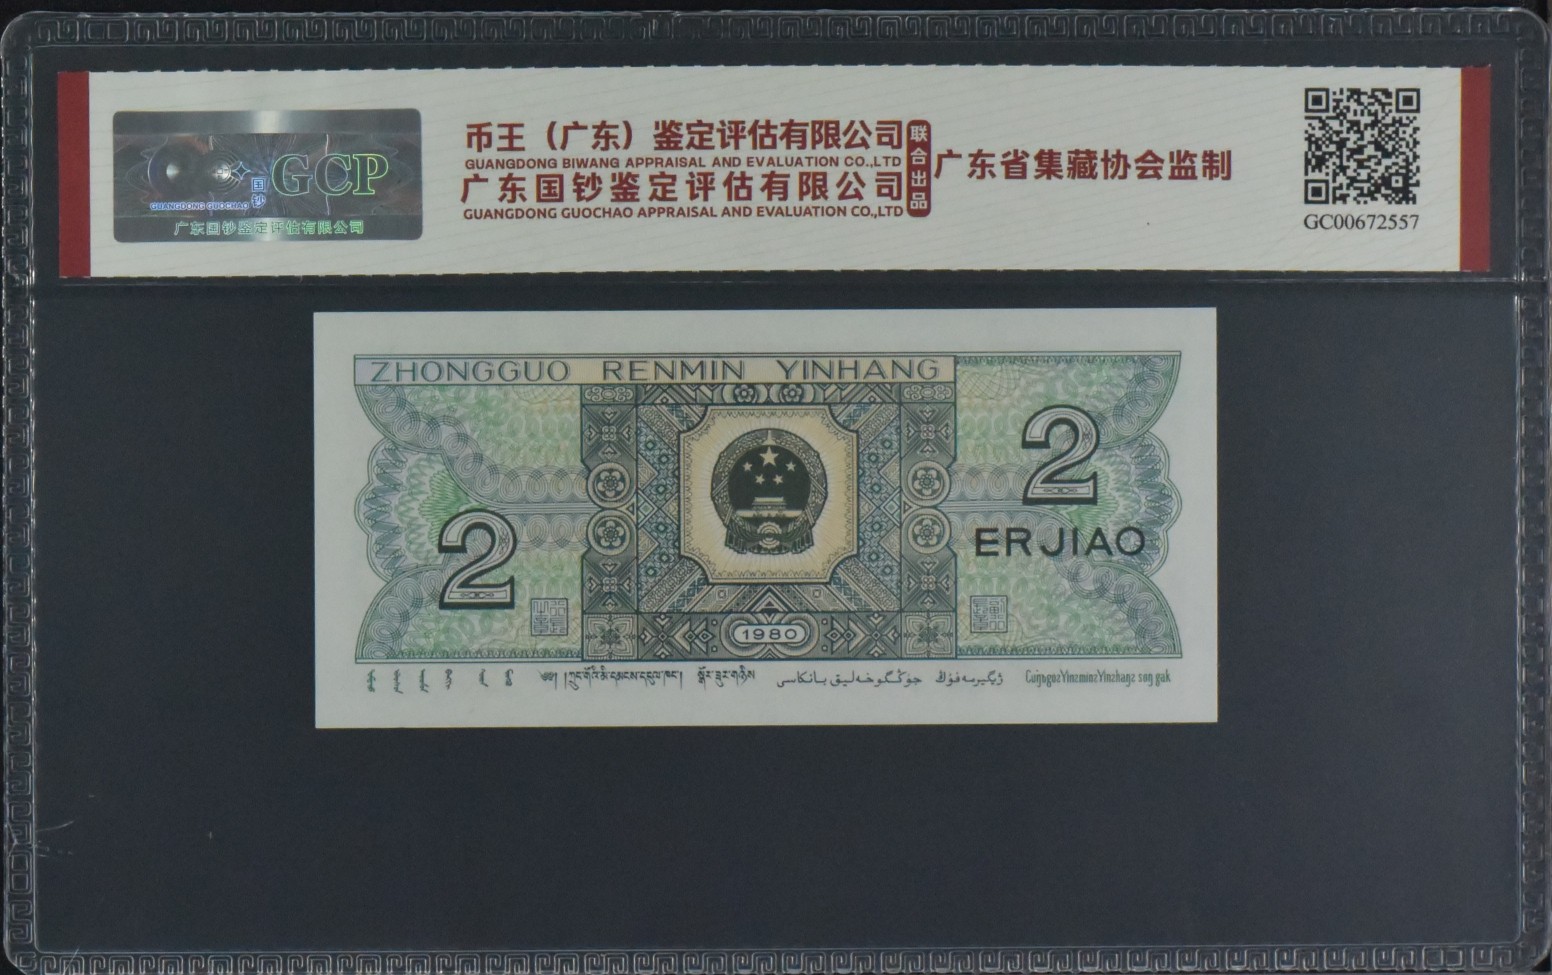 币王（广东）鉴定评估有限公司
GUANGDONG BIWANG APPRAISAL AND EVALUATION CO.,LTD
广东国钞鉴定评估有限公司
GUANGDONG GUOCHAO APPRAISAL AND EVALUATION CO.,LTD
联合出品
广东省集藏协会监制
GCP
国钞
GUANGDONG GUOCHAO
广东国钞鉴定评估有限公司
GC00672557
ZHONGGUO RENMIN YINHANG
2
ERJIAO
2
1980